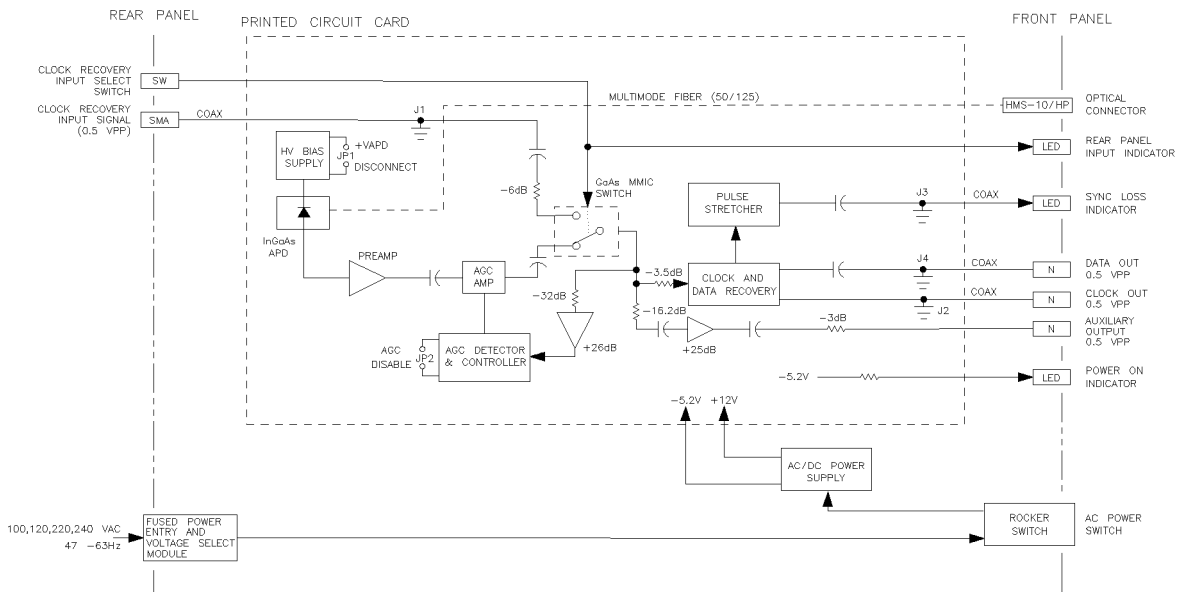 REAR PANEL
PRINTED CIRCUIT CARD
FRONT PANEL
CLOCK RECOVERY
INPUT SELECT
SWITCH
SW
CLOCK RECOVERY
INPUT SIGNAL
(0.5 VPP)
SMA
COAX
J1
MULTIMODE FIBER (50/125)
HMS-10/HP
OPTICAL
CONNECTOR
HV BIAS
SUPPLY
+VAPD
JP1
DISCONNECT
LED
REAR PANEL
INPUT INDICATOR
-6dB
GaAs MMIC
SWITCH
PULSE
STRETCHER
J3
COAX
LED
SYNC LOSS
INDICATOR
InGaAs
APD
PREAMP
AGC
AMP
-3.5dB
CLOCK AND
DATA RECOVERY
J4
COAX
N
DATA OUT
0.5 VPP
COAX
J2
N
CLOCK OUT
0.5 VPP
-32dB
-16.2dB
+25dB
-3dB
N
AUXILIARY
OUTPUT
0.5 VPP
+26dB
AGC
DISABLE
JP2
AGC DETECTOR
& CONTROLLER
-5.2V
LED
POWER ON
INDICATOR
-5.2V
+12V
AC/DC POWER
SUPPLY
100,120,220,240 VAC
47 -63Hz
FUSED POWER
ENTRY AND
VOLTAGE SELECT
MODULE
ROCKER
SWITCH
AC POWER
SWITCH